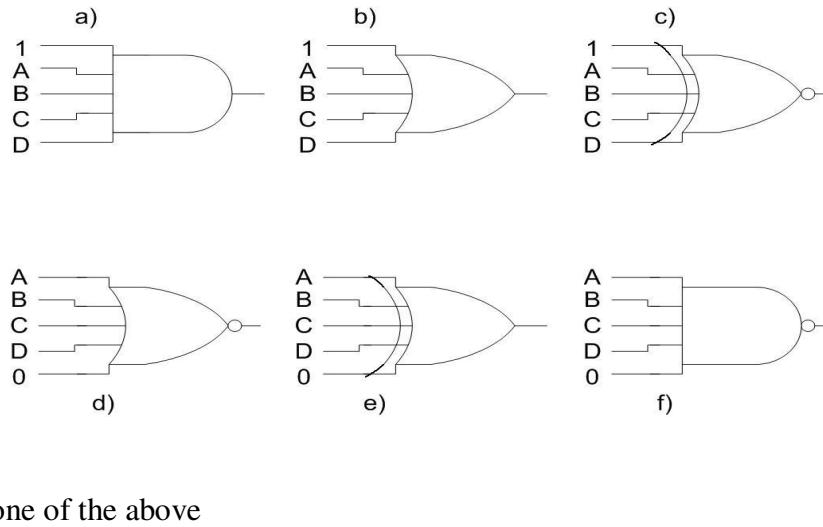 a) b) c)
1 1 1
A A A
B B B
C C C
D D D
A A A
B B B
C C C
D D D
0 0 0
d) e) f)
one of the above